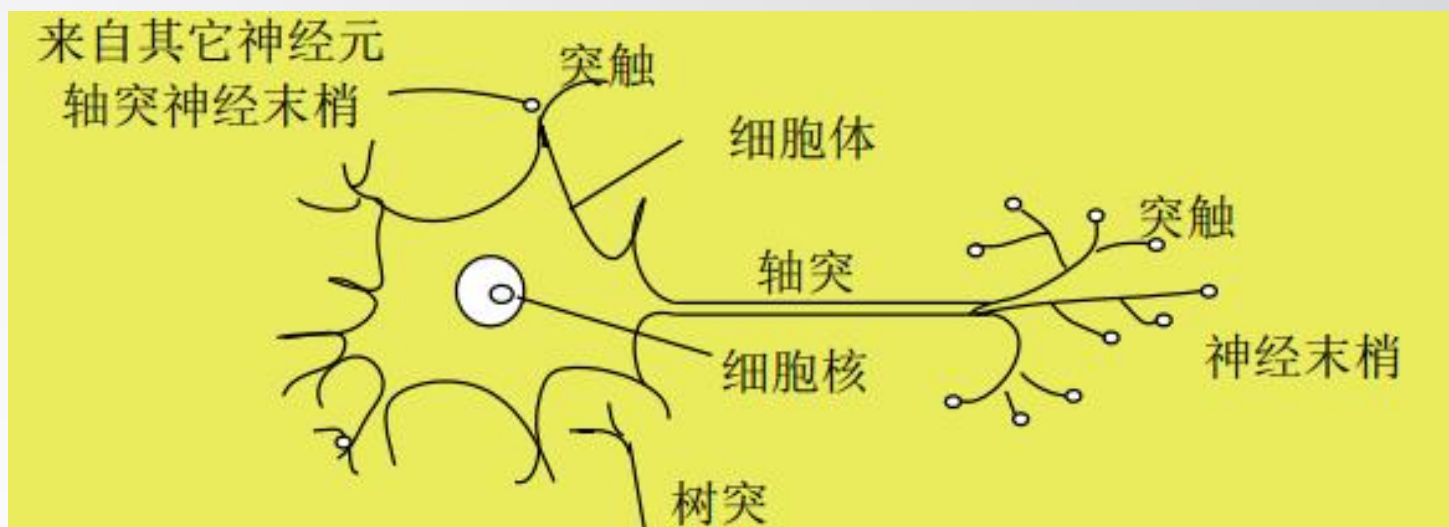 来自其它神经元
轴突神经末梢
突触
细胞体
突触
轴突
神经末梢
细胞核
树突